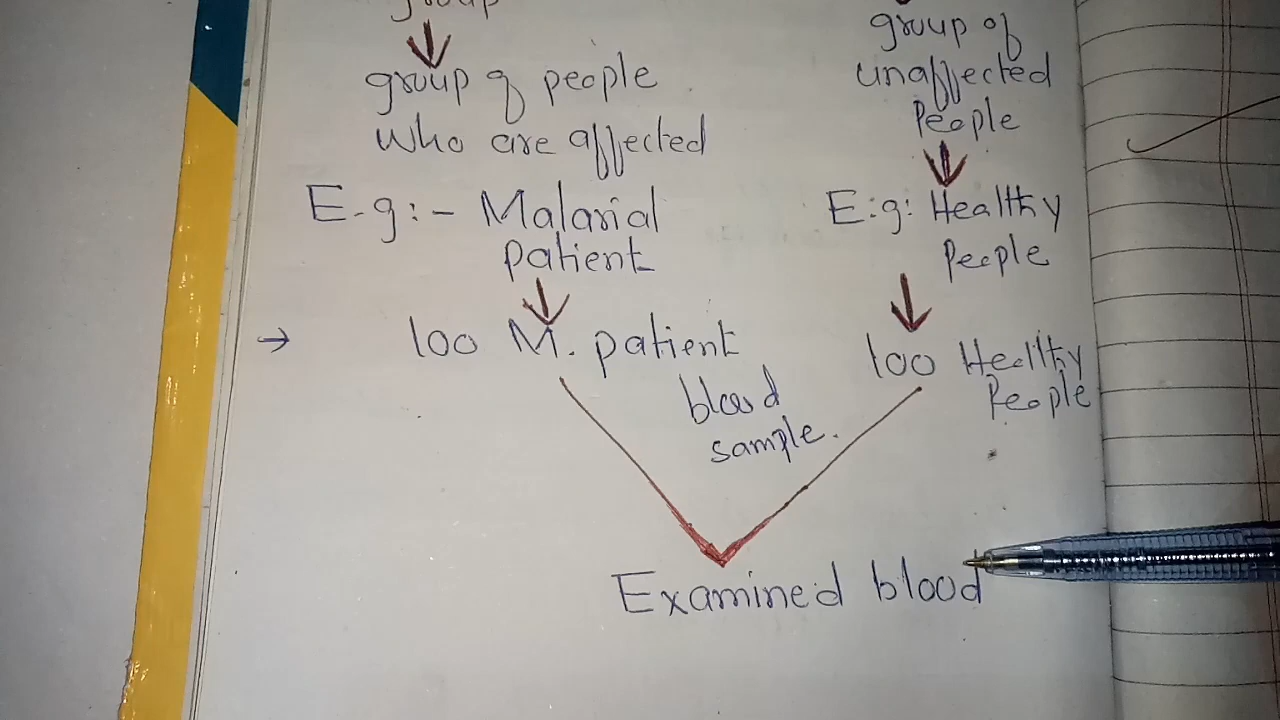 group
group of people
who are affected
E.g:- Malarial
patient
→ 100 M. patient
blood
sample.
group of
unaffected
People
E:g: Healthy
People
100 Healthy
People
Examined blood